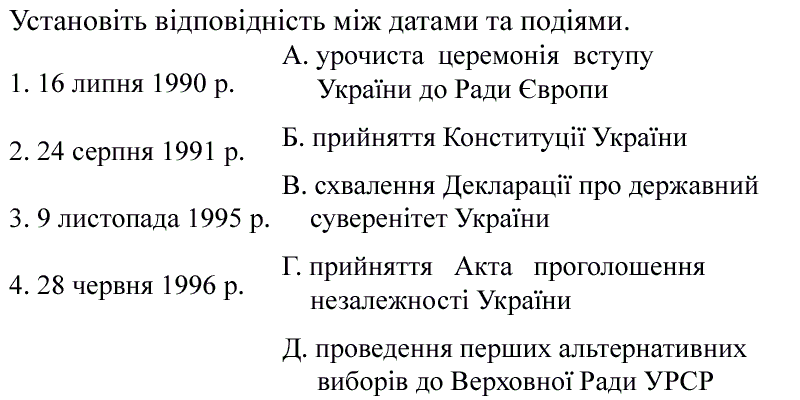 Установіть відповідність між датами та подіями.
1. 16 липня 1990 р.
2. 24 серпня 1991 р.
3. 9 листопада 1995 р.
4. 28 червня 1996 р.
А. урочиста церемонія вступу
України до Ради Європи
Б. прийняття Конституції України
В. схвалення Декларації про державний
суверенітет України
Г. прийняття Акта проголошення
незалежності України
Д. проведення перших альтернативних
виборів до Верховної Ради УРСР